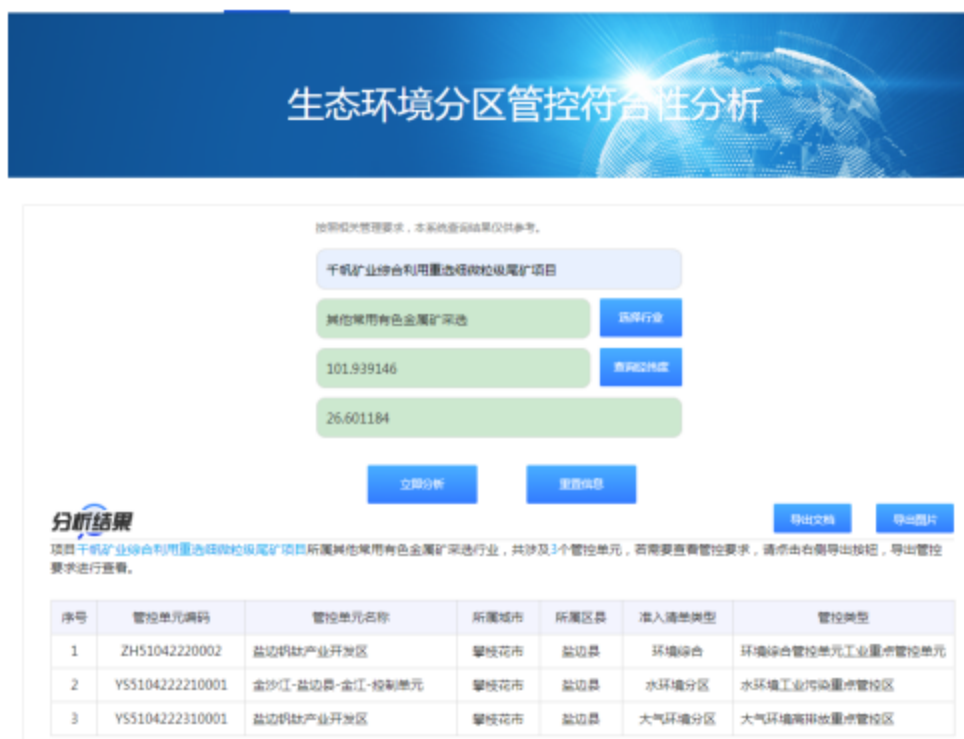 生态环境分区管控符合性分析
按照相关管理要求，本系统查询结果仅供参考。
千帆矿业综合利用重选细微粒级尾矿项目
其他常用有色金属矿采选
选择行业
101.939146
查询经纬度
26.601184
立即分析
重置信息
分析结果
导出文档
导出图片
项目千帆矿业综合利用重选细微粒级尾矿项目所属其他常用有色金属矿采选行业，共涉及3个管控单元，若需要查看管控要求，请点击右侧导出按钮，导出管控
要求进行查看。
序号 管控单元编码 管控单元名称 所属城市 所属区县 准入清单类型 管控类型
1 ZH51042220002 盐边钒钛产业开发区 攀枝花市 盐边县 环境综合 环境综合管控单元工业重点管控单元
2 YS5104222210001 金沙江-盐边县-金江-控制单元 攀枝花市 盐边县 水环境分区 水环境工业污染重点管控区
3 YS5104222310001 盐边钒钛产业开发区 攀枝花市 盐边县 大气环境分区 大气环境高排放重点管控区